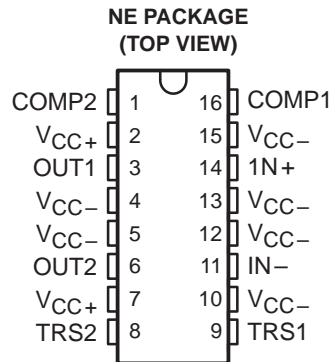 NE PACKAGE
(TOP VIEW)
COMP2 1 16 COMP1
VCC+ 2 15 VCC−
OUT1 3 14 1N+
VCC− 4 13 VCC−
VCC− 5 12 VCC−
OUT2 6 11 IN−
VCC+ 7 10 VCC−
TRS2 8 9 TRS1